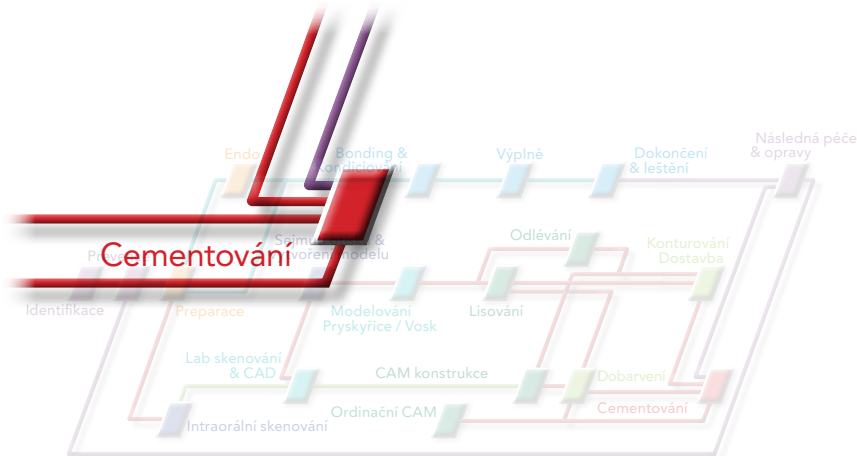 Následná péče
& opravy
Endo
Bonding &
Kondiciování
Výplně
Dokončení
& leštění
Odlévání
Konturování
Dostavba
Cementování
Identifikace
Preparace
Modelování
Pryskyřice / Vosk
Lisování
Lab skenování
& CAD
CAM konstrukce
Dobarvení
Ordinační CAM
Cementování
Intraorální skenování